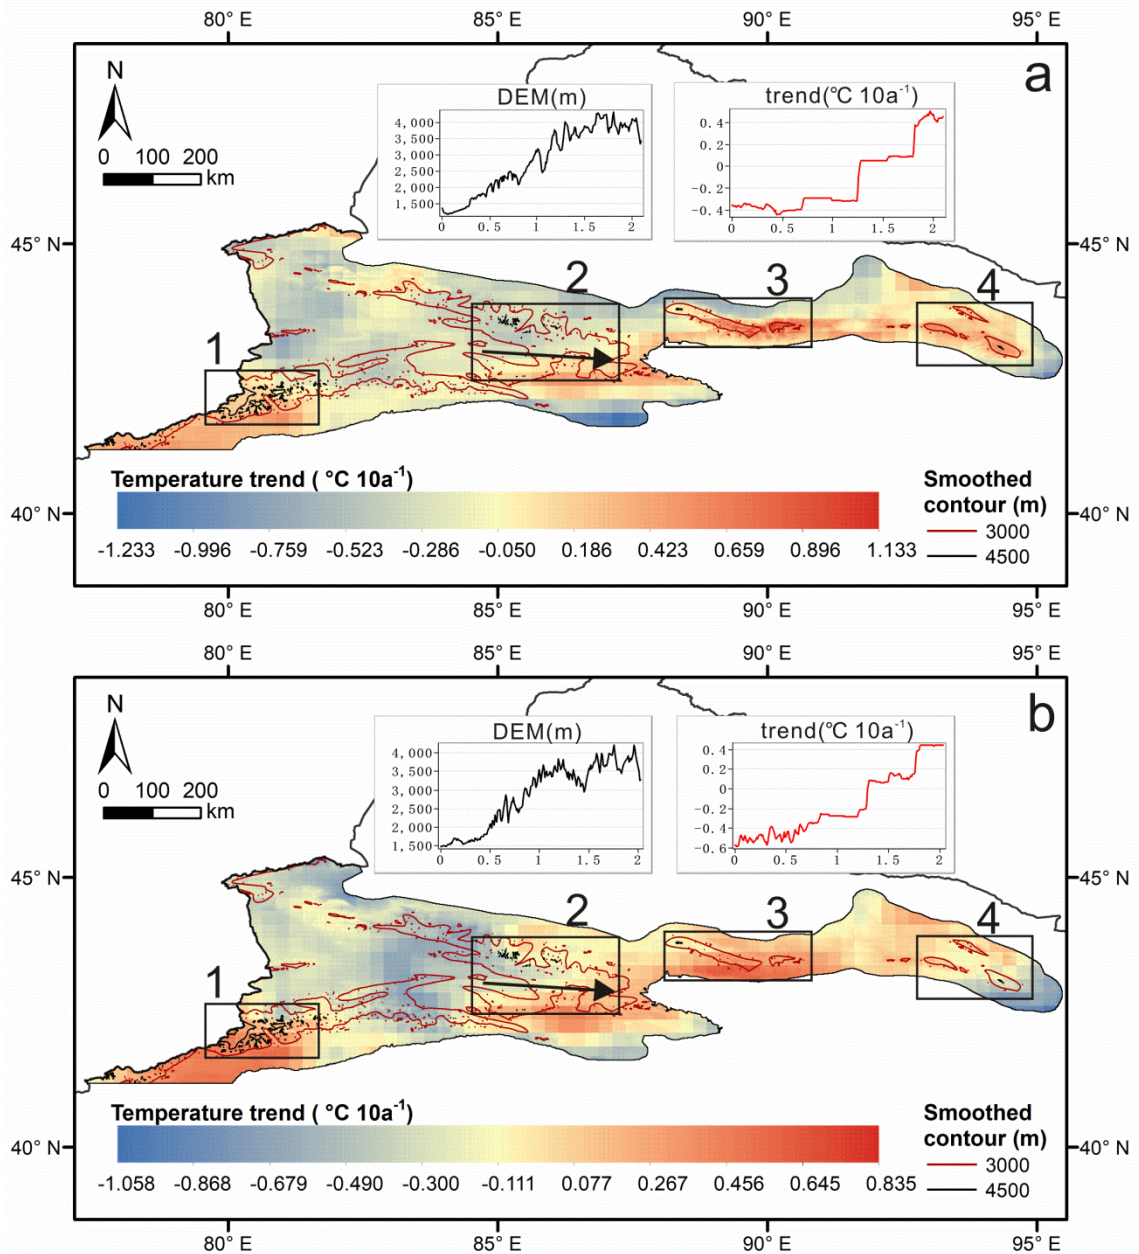 80° E 85° E 90° E 95° E
a
N
0 100 200
km
DEM(m)
4,000
3,500
3,000
2,500
2,000
1,500
0 0.5 1 1.5 2
trend(°C 10a⁻¹)
0.4
0.2
0
-0.2
-0.4
0 0.5 1 1.5 2
45° N 45° N
1
2
3
4
Temperature trend ( °C 10a⁻¹)
-1.233 -0.996 -0.759 -0.523 -0.286 -0.050 0.186 0.423 0.659 0.896 1.133
Smoothed
contour (m)
3000
4500
40° N 40° N
80° E 85° E 90° E 95° E
80° E 85° E 90° E 95° E
b
N
0 100 200
km
DEM(m)
4,000
3,500
3,000
2,500
2,000
1,500
0 0.5 1 1.5 2
trend(°C 10a⁻¹)
0.4
0.2
0
-0.2
-0.4
-0.6
0 0.5 1 1.5 2
45° N 45° N
1
2
3
4
Temperature trend ( °C 10a⁻¹)
-1.058 -0.868 -0.679 -0.490 -0.300 -0.111 0.077 0.267 0.456 0.645 0.835
Smoothed
contour (m)
3000
4500
40° N 40° N
80° E 85° E 90° E 95° E